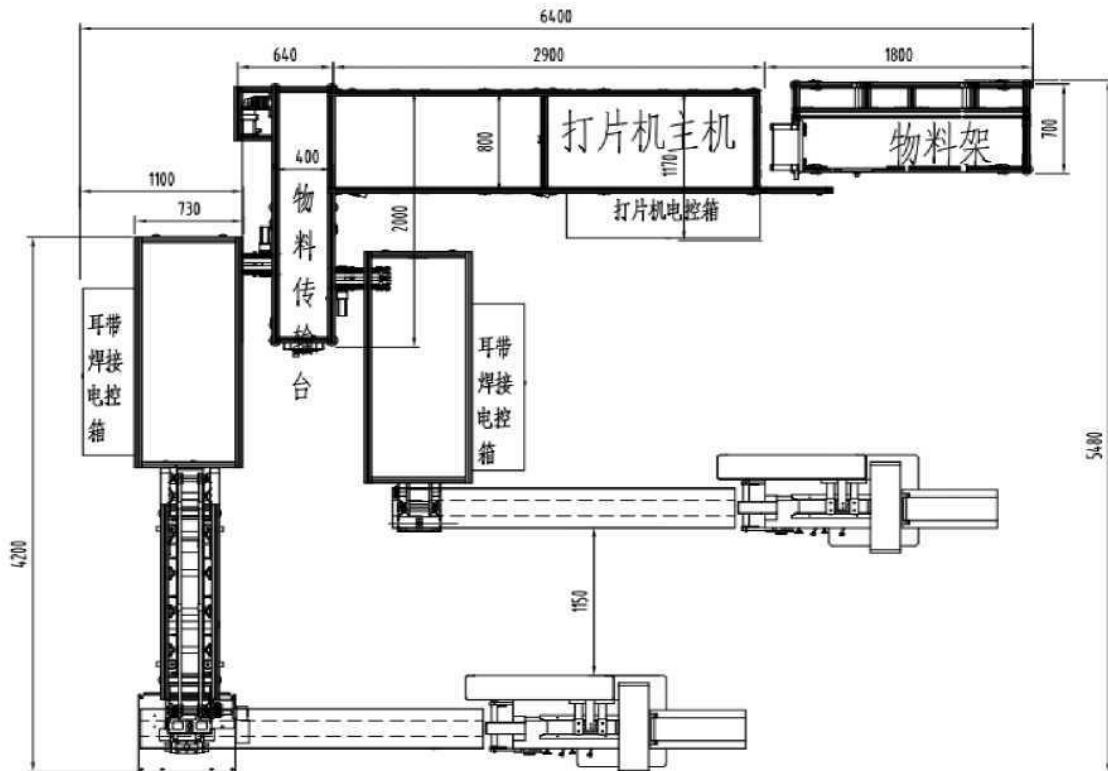 6400
640
2900
1800
打片机主机
物料架
700
800
1170
400
1100
730
物料传输台
2000
打片机电控箱
耳带
焊接
电控
箱
耳带
焊接
电控
箱
5480
4200
1150